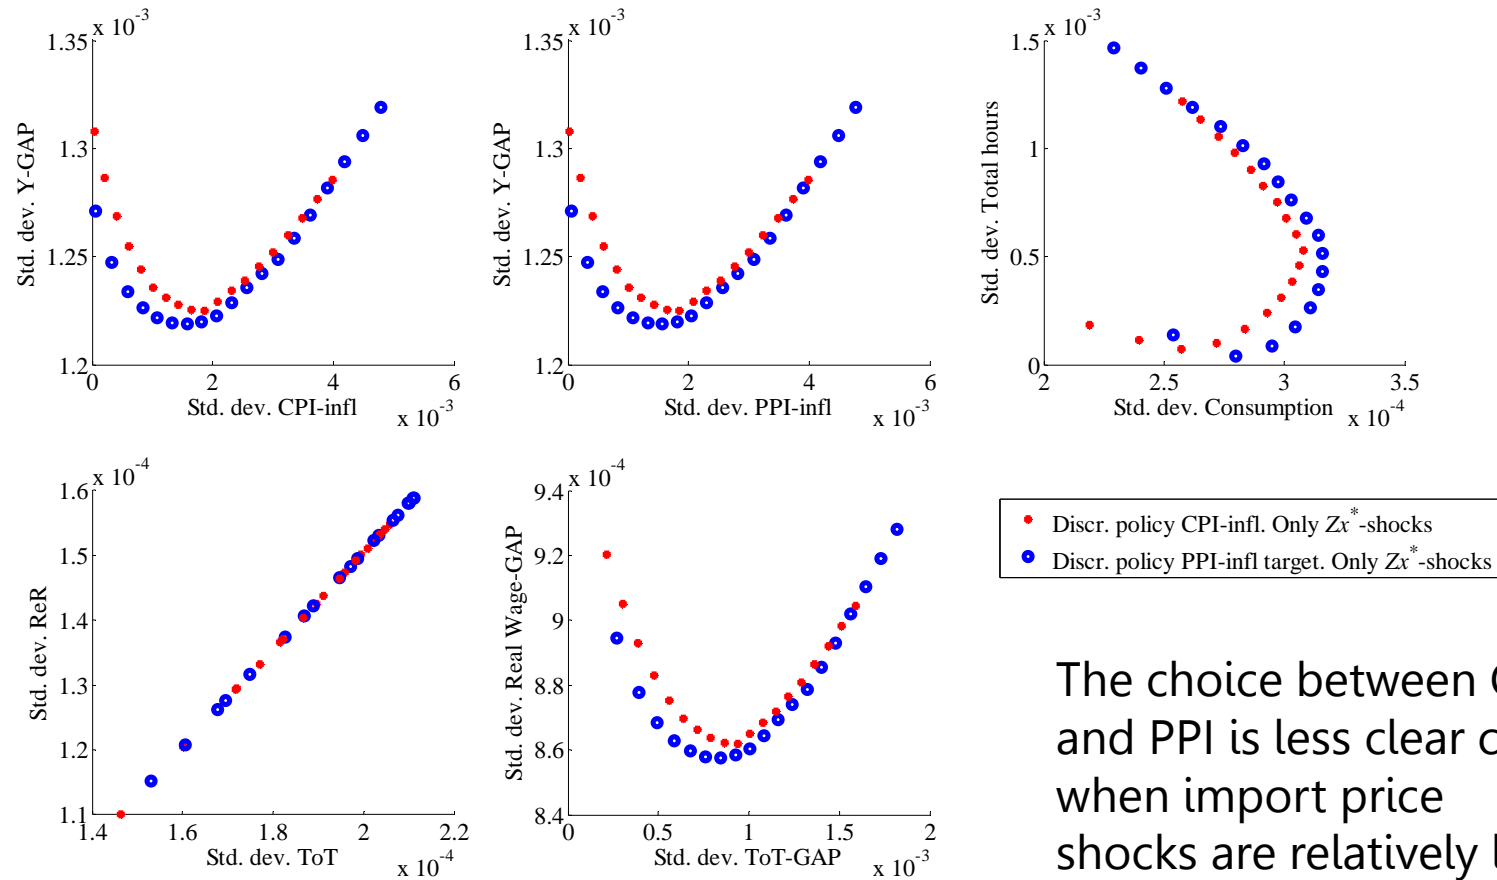 x 10-3
1.35
1.3
1.25
1.2
Std. dev. Y-GAP
0 2 4 6
Std. dev. CPI-infl
x 10-3
x 10-3
1.35
1.3
1.25
1.2
Std. dev. Y-GAP
0 2 4 6
Std. dev. PPI-infl
x 10-3
x 10-3
1.5
1
0.5
0
Std. dev. Total hours
2 2.5 3 3.5
Std. dev. Consumption
x 10-4
x 10-4
1.6
1.5
1.4
1.3
1.2
1.1
Std. dev. ReR
1.4 1.6 1.8 2 2.2
Std. dev. ToT
x 10-4
x 10-4
9.4
9.2
9
8.8
8.6
8.4
Std. dev. Real Wage-GAP
0 0.5 1 1.5 2
Std. dev. ToT-GAP
x 10-3
Discr. policy CPI-infl. Only Zx*-shocks
Discr. policy PPI-infl target. Only Zx*-shocks
The choice between
and PPI is less clear
when import price
shocks are relatively